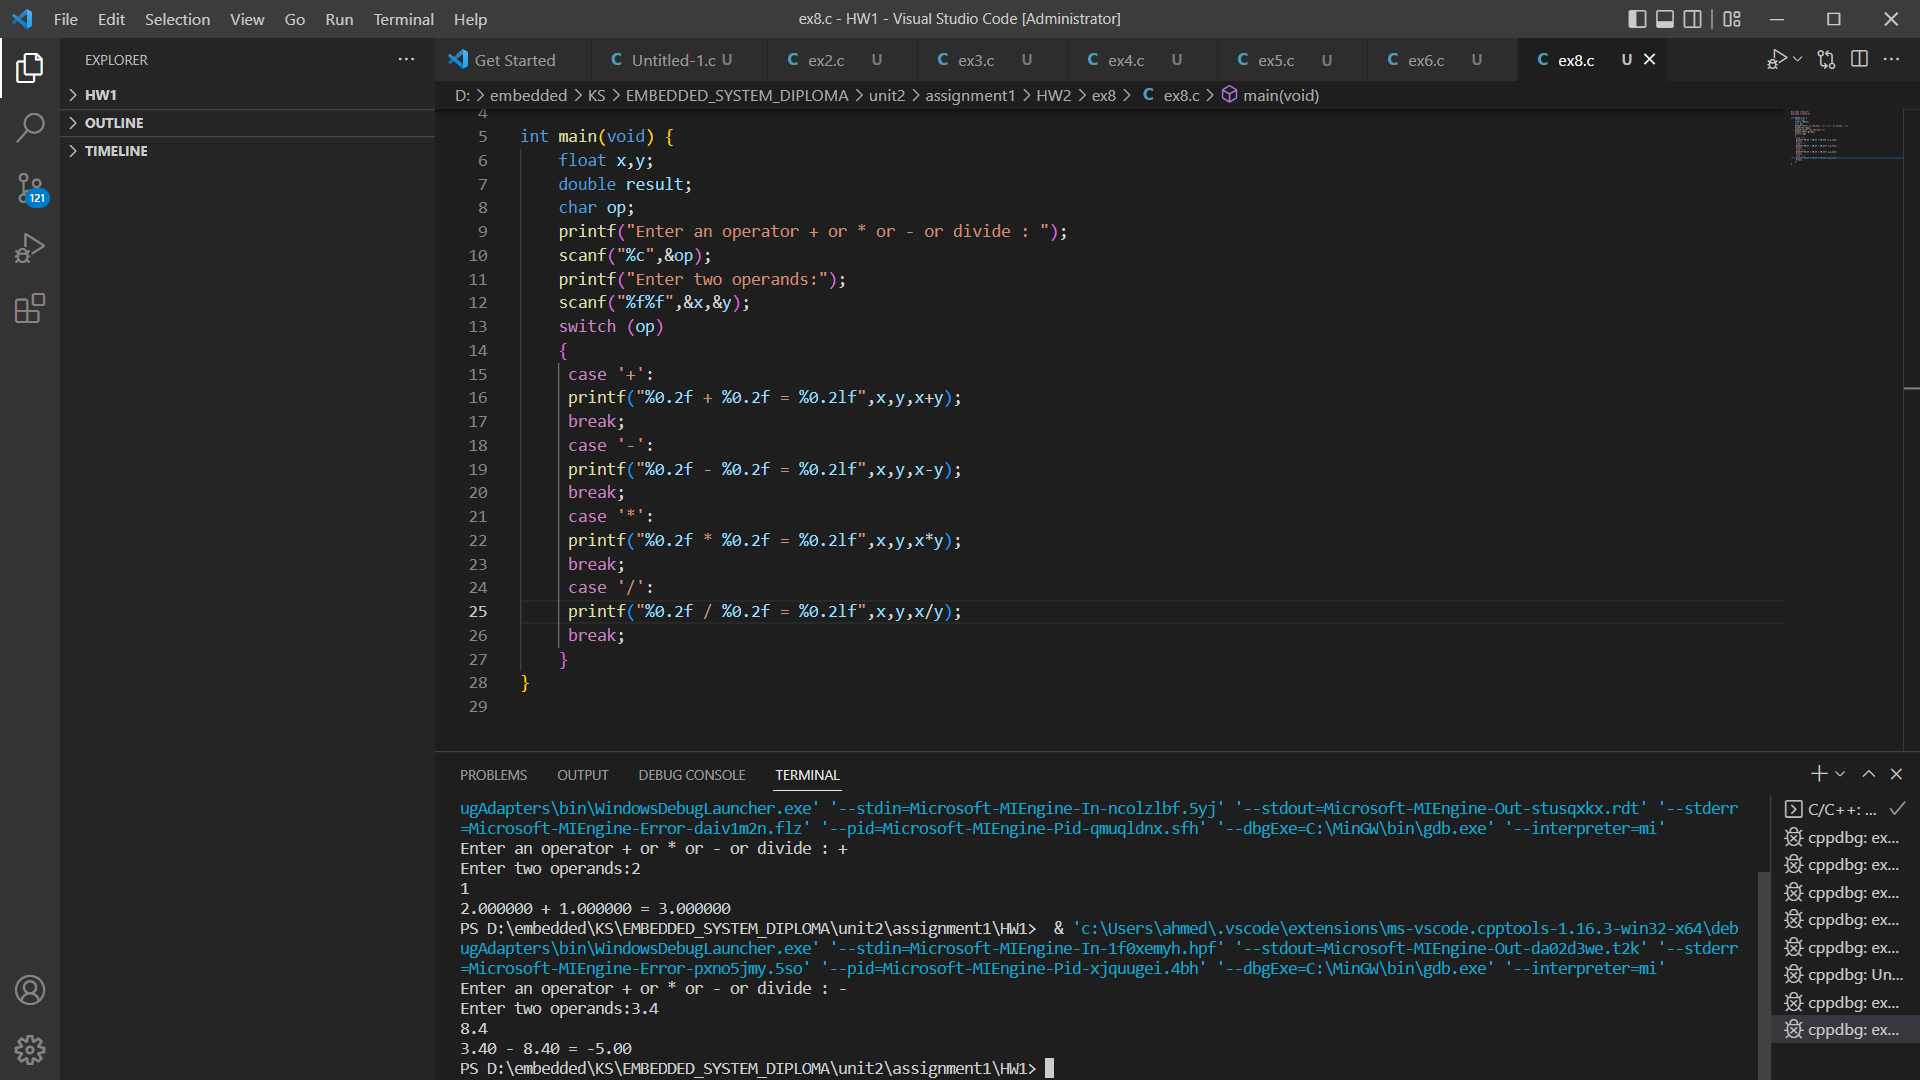 File Edit Selection View Go Run Terminal Help
ex8.c - HW1 - Visual Studio Code [Administrator]
EXPLORER
HW1
OUTLINE
TIMELINE
121
Get Started
Untitled-1.c U
ex2.c U
ex3.c U
ex4.c U
ex5.c U
ex6.c U
ex8.c U
D: > embedded > KS > EMBEDDED_SYSTEM_DIPLOMA > unit2 > assignment1 > HW2 > ex8 > C ex8.c > main(void)
4
5 int main(void) {
6 float x,y;
7 double result;
8 char op;
9 printf("Enter an operator + or * or - or divide : ");
10 scanf("%c",&op);
11 printf("Enter two operands:");
12 scanf("%f%f",&x,&y);
13 switch (op)
14 {
15 case '+':
16 printf("%0.2f + %0.2f = %0.2lf",x,y,x+y);
17 break;
18 case '-':
19 printf("%0.2f - %0.2f = %0.2lf",x,y,x-y);
20 break;
21 case '*':
22 printf("%0.2f * %0.2f = %0.2lf",x,y,x*y);
23 break;
24 case '/':
25 printf("%0.2f / %0.2f = %0.2lf",x,y,x/y);
26 break;
27 }
28 }
29
PROBLEMS OUTPUT DEBUG CONSOLE TERMINAL
ugAdapters\bin\WindowsDebugLauncher.exe' '--stdin=Microsoft-MIEngine-In-ncolzlbf.5yj' '--stdout=Microsoft-MIEngine-Out-stusqxkx.rdt' '--stderr
=Microsoft-MIEngine-Error-daiv1m2n.flz' '--pid=Microsoft-MIEngine-Pid-qmuqldnx.sfh' '--dbgExe=C:\MinGW\bin\gdb.exe' '--interpreter=mi'
Enter an operator + or * or - or divide : +
Enter two operands:2
1
2.000000 + 1.000000 = 3.000000
PS D:\embedded\KS\EMBEDDED_SYSTEM_DIPLOMA\unit2\assignment1\HW1> & 'c:\Users\ahmed\.vscode\extensions\ms-vscode.cpptools-1.16.3-win32-x64\deb
ugAdapters\bin\WindowsDebugLauncher.exe' '--stdin=Microsoft-MIEngine-In-1f0xemyh.hpf' '--stdout=Microsoft-MIEngine-Out-da02d3we.t2k' '--stderr
=Microsoft-MIEngine-Error-pxno5jmy.5so' '--pid=Microsoft-MIEngine-Pid-xjquugei.4bh' '--dbgExe=C:\MinGW\bin\gdb.exe' '--interpreter=mi'
Enter an operator + or * or - or divide : -
Enter two operands:3.4
8.4
3.40 - 8.40 = -5.00
PS D:\embedded\KS\EMBEDDED_SYSTEM_DIPLOMA\unit2\assignment1\HW1>
C/C++: ...
cppdbg: ex...
cppdbg: ex...
cppdbg: ex...
cppdbg: ex...
cppdbg: ex...
cppdbg: Un...
cppdbg: ex...
cppdbg: ex...